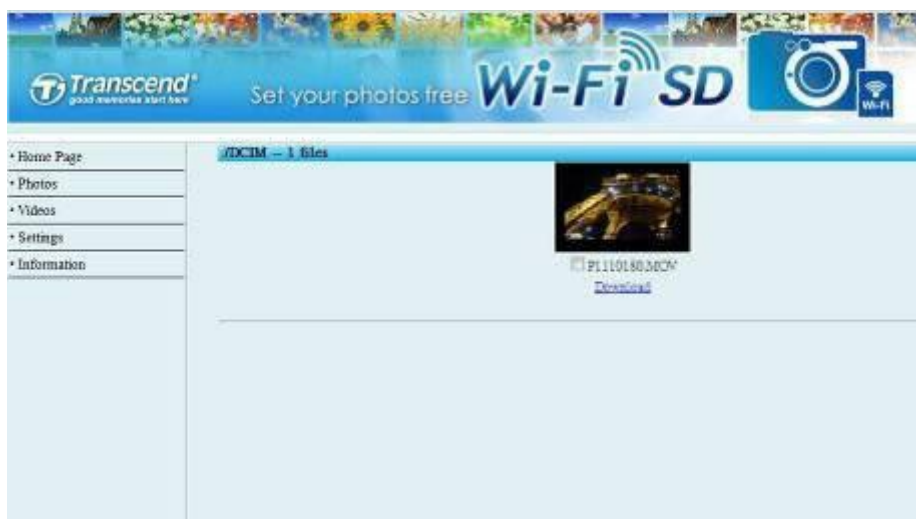 Transcend
good memories start here
Set your photos free Wi-Fi SD
Wi-Fi
• Home Page
• Photos
• Videos
• Settings
• Information
/DCIM -- 1 files
P1110180.MOV
Download